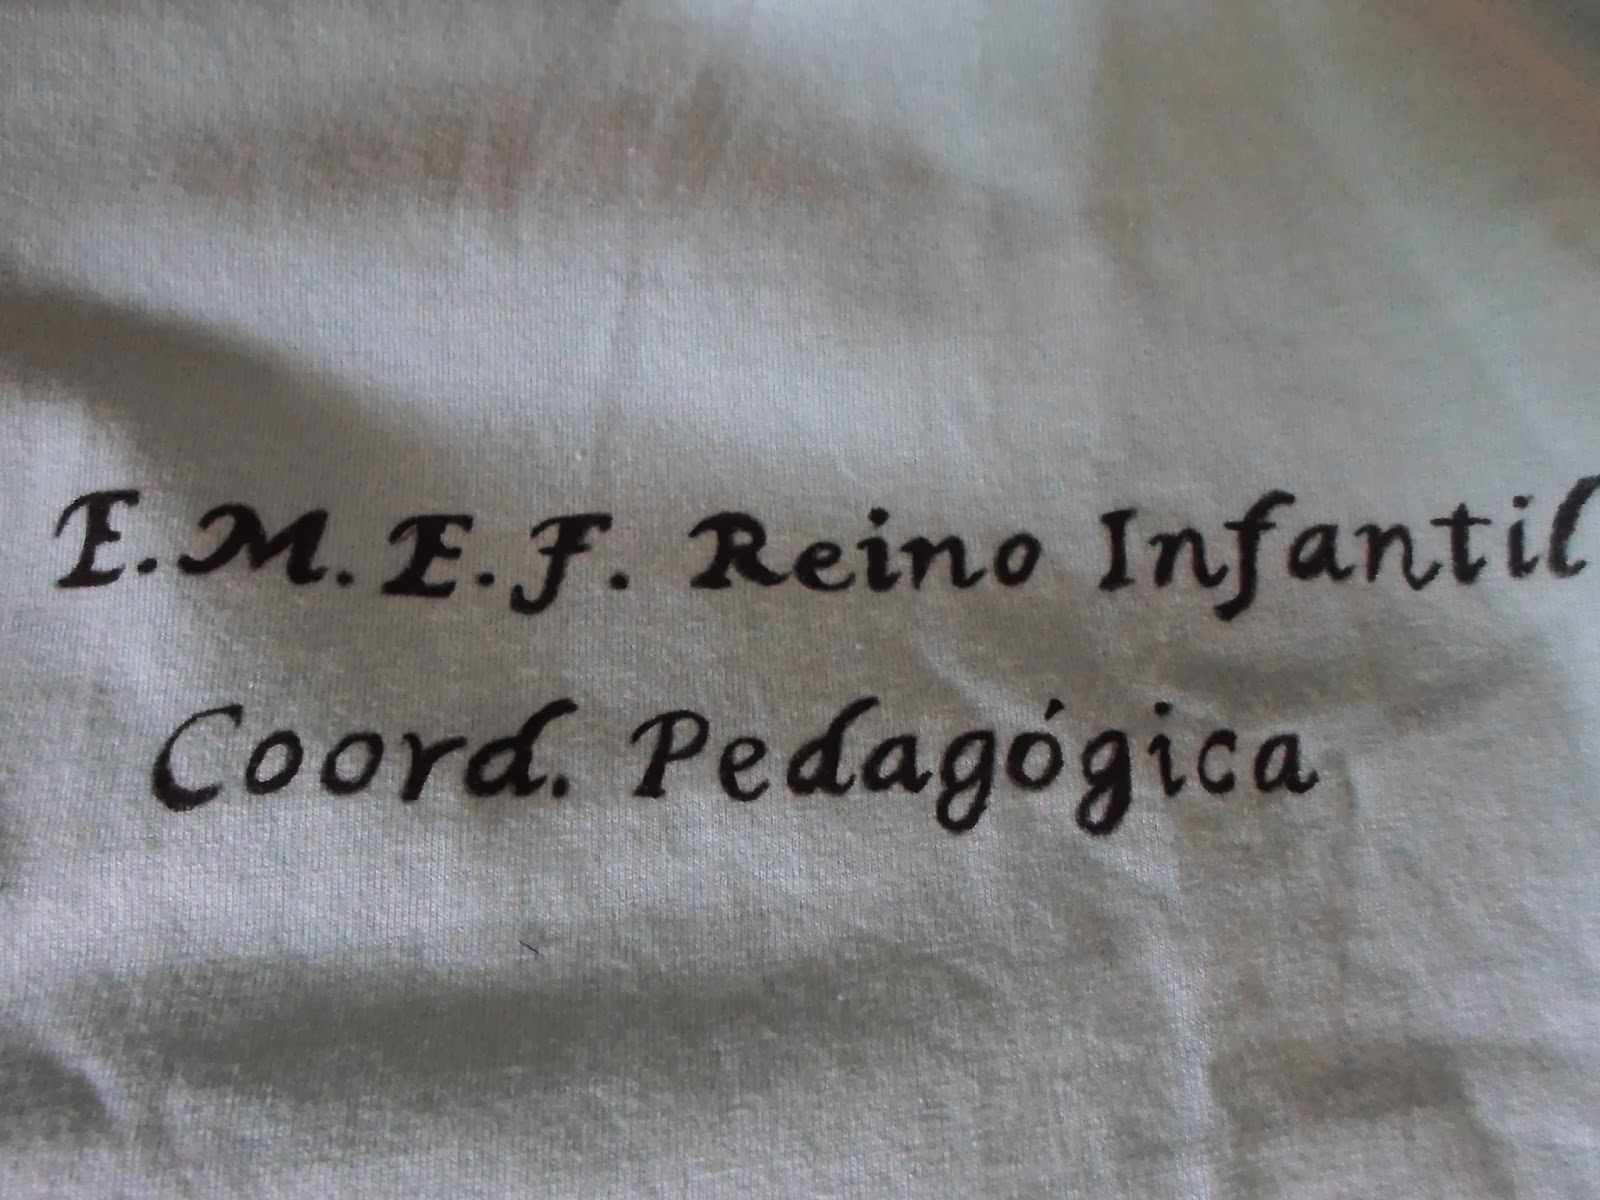 E.M.E.F. Reino Infantil
Coord. Pedagógica